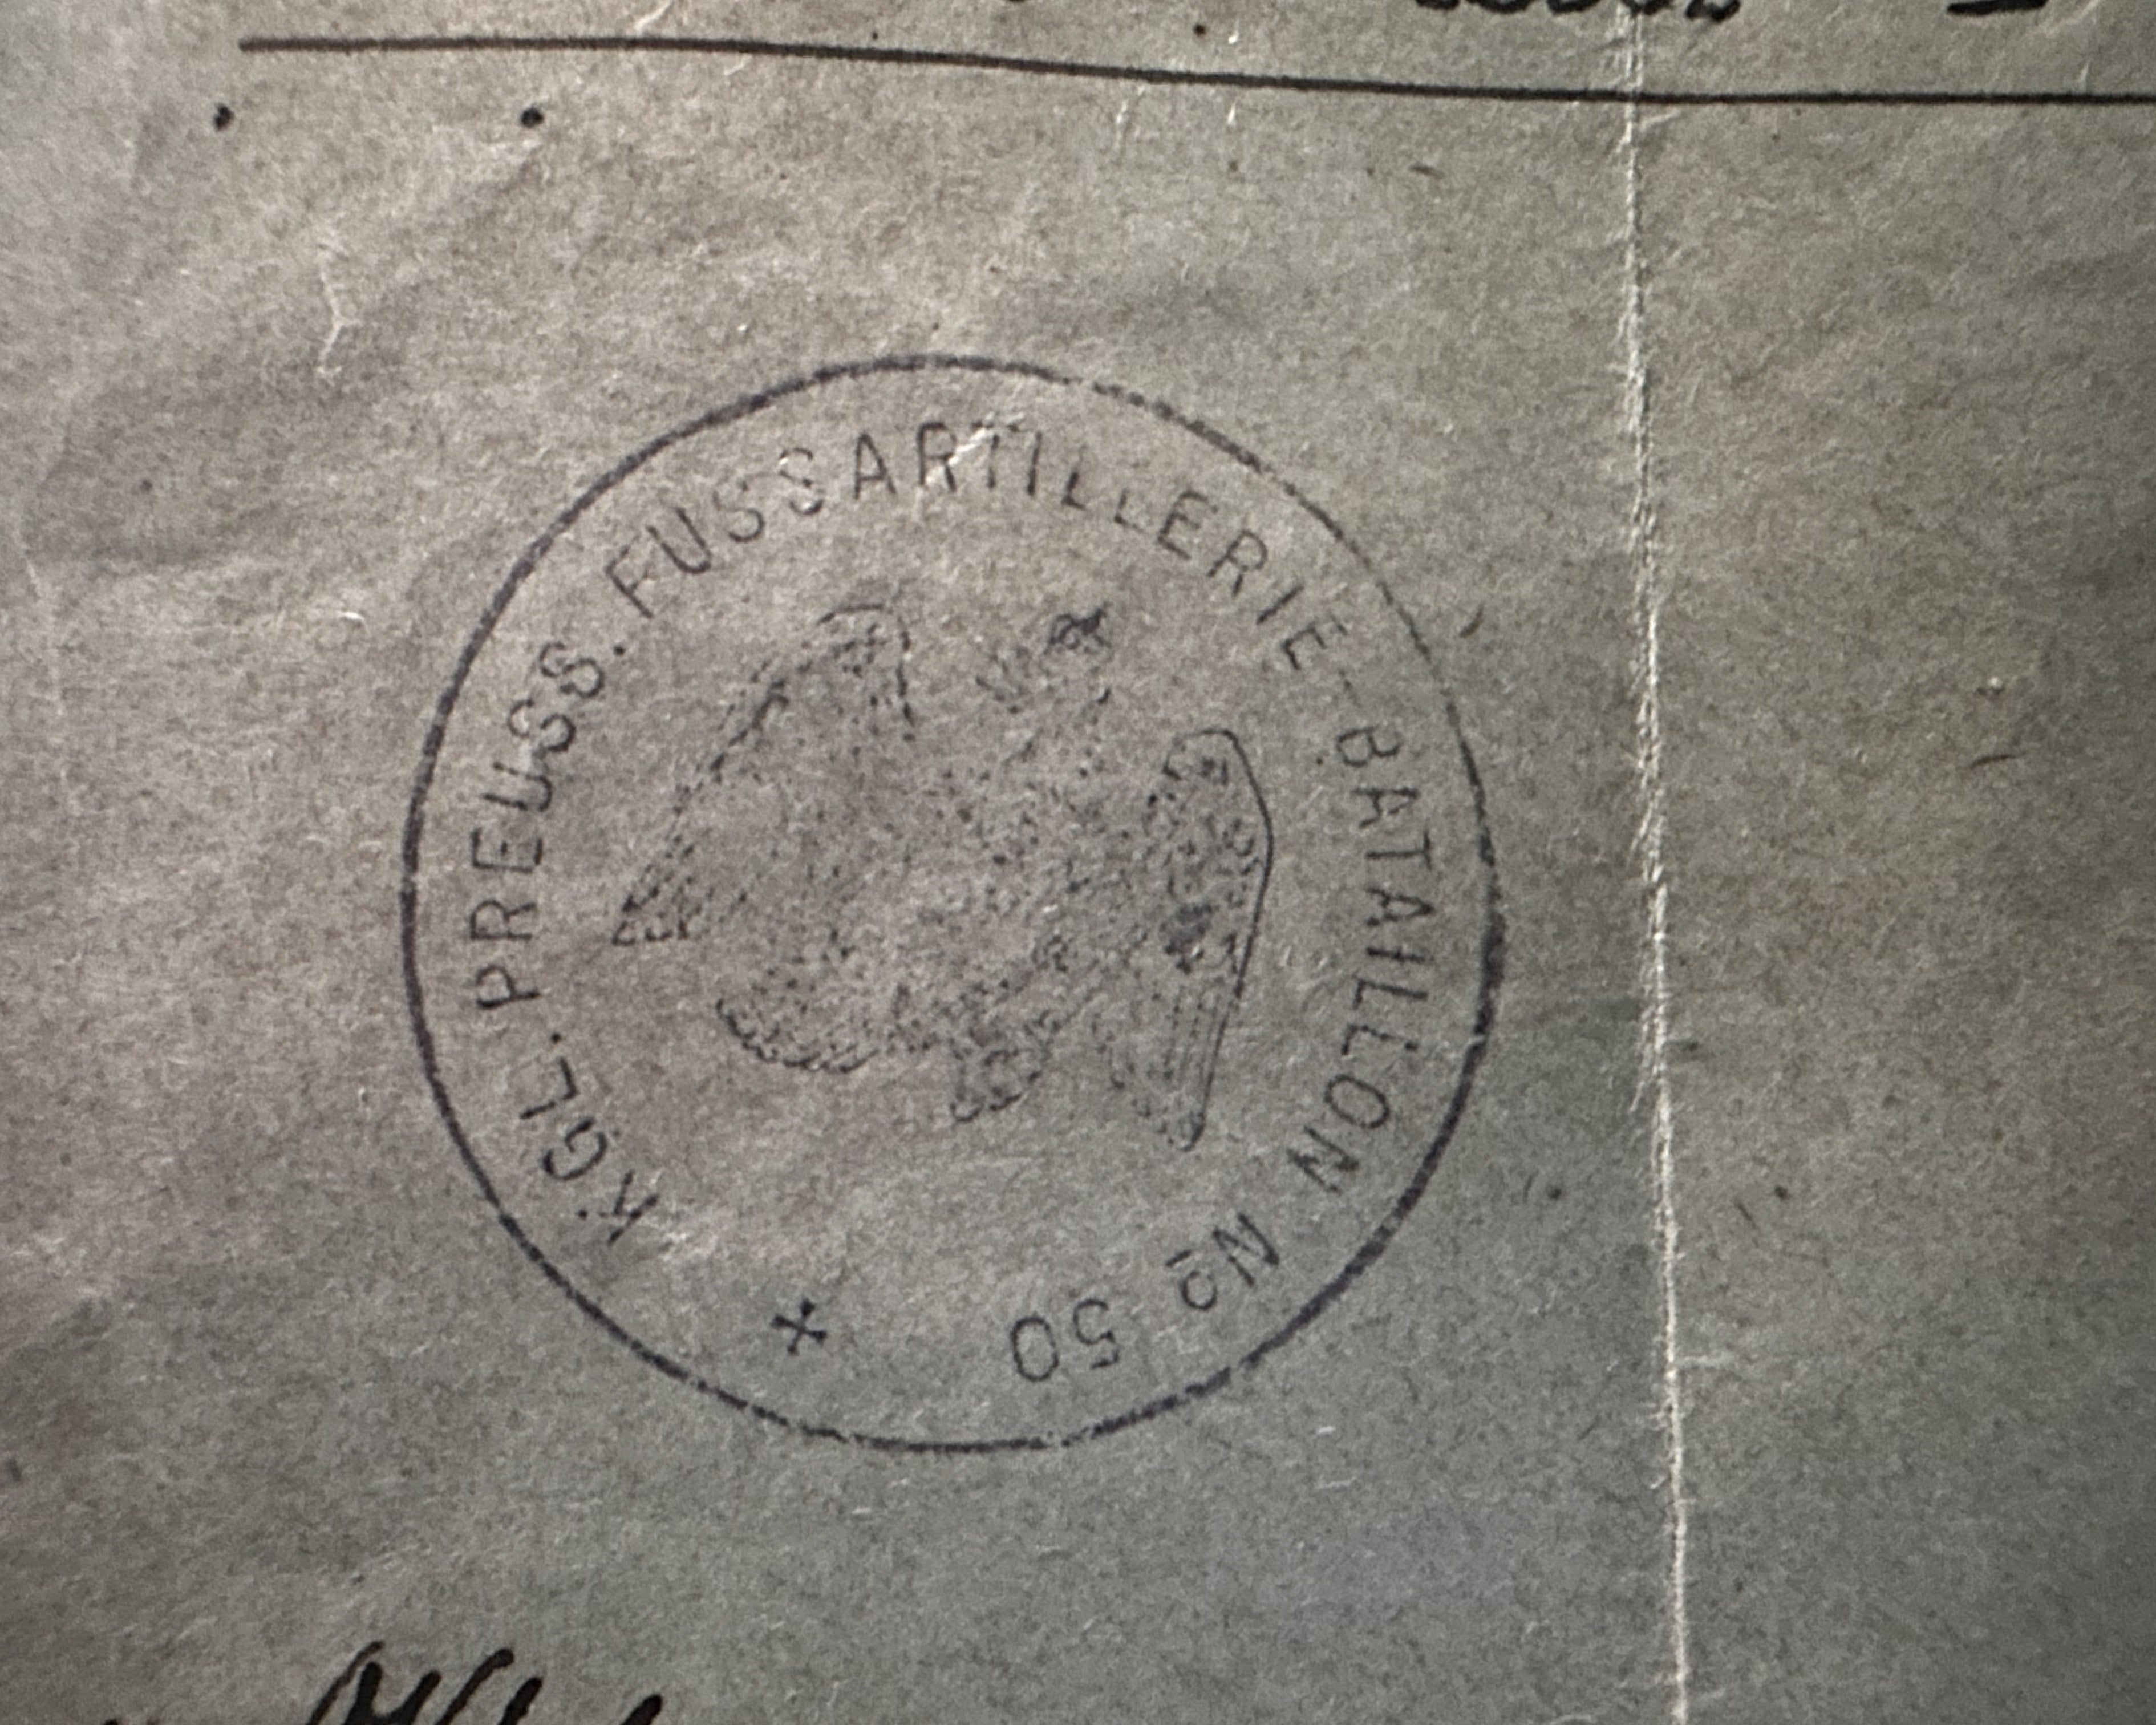 KGL. PREUSS. FUSSARTILLERIE-BATAILLON № 50